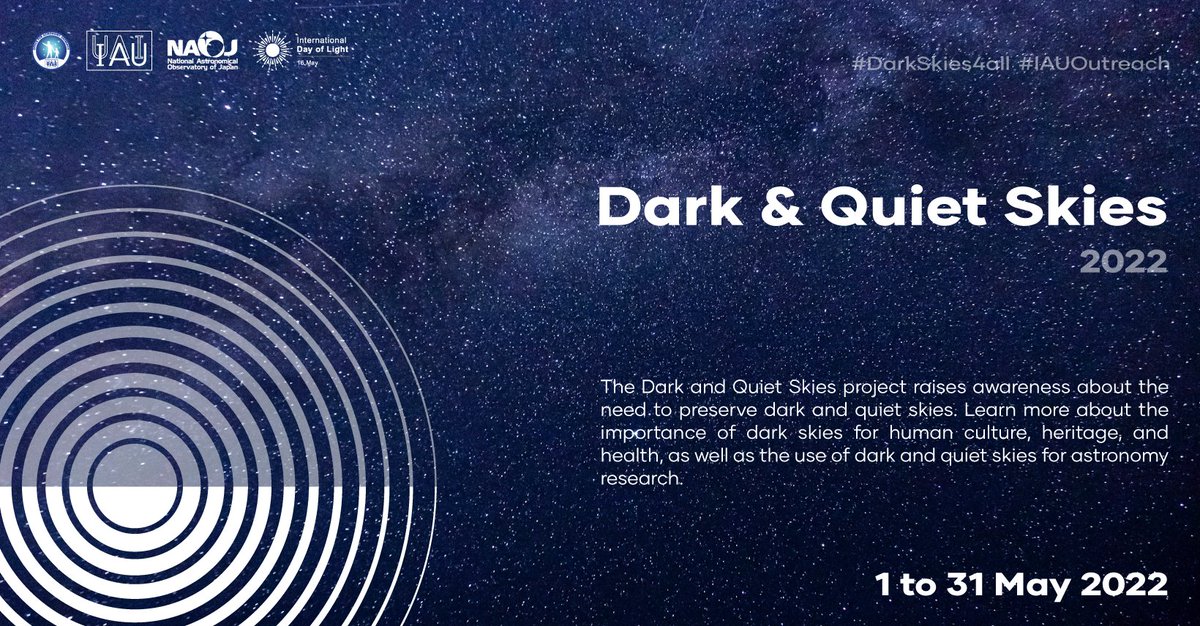 IAU
NAOJ
National Astronomical
Observatory of Japan
International
Day of Light
16 May
#DarkSkies4all #IAUOutreach
Dark & Quiet Skies
2022
The Dark and Quiet Skies project raises awareness about the
need to preserve dark and quiet skies. Learn more about the
importance of dark skies for human culture, heritage, and
health, as well as the use of dark and quiet skies for astronomy
research.
1 to 31 May 2022